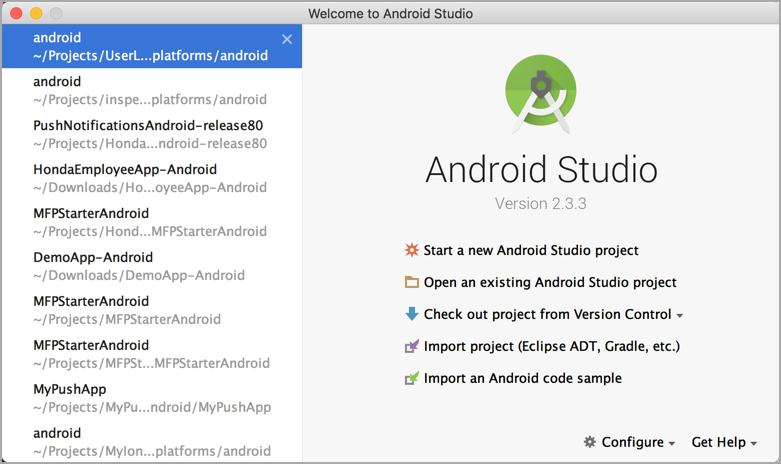 Welcome to Android Studio
android
~/Projects/UserL...platforms/android
android
~/Projects/inspe...platforms/android
PushNotificationsAndroid-release80
~/Projects/Honda...ndroid-release80
HondaEmployeeApp-Android
~/Downloads/Ho...oyeeApp-Android
MFPStarterAndroid
~/Projects/Hond...MFPStarterAndroid
DemoApp-Android
~/Downloads/DemoApp-Android
MFPStarterAndroid
~/Projects/MFPStarterAndroid
MFPStarterAndroid
~/Projects/MFPSt...MFPStarterAndroid
MyPushApp
~/Projects/MyPu...ndroid/MyPushApp
android
~/Projects/MyIon...platforms/android
Android Studio
Version 2.3.3
Start a new Android Studio project
Open an existing Android Studio project
Check out project from Version Control
Import project (Eclipse ADT, Gradle, etc.)
Import an Android code sample
Configure
Get Help